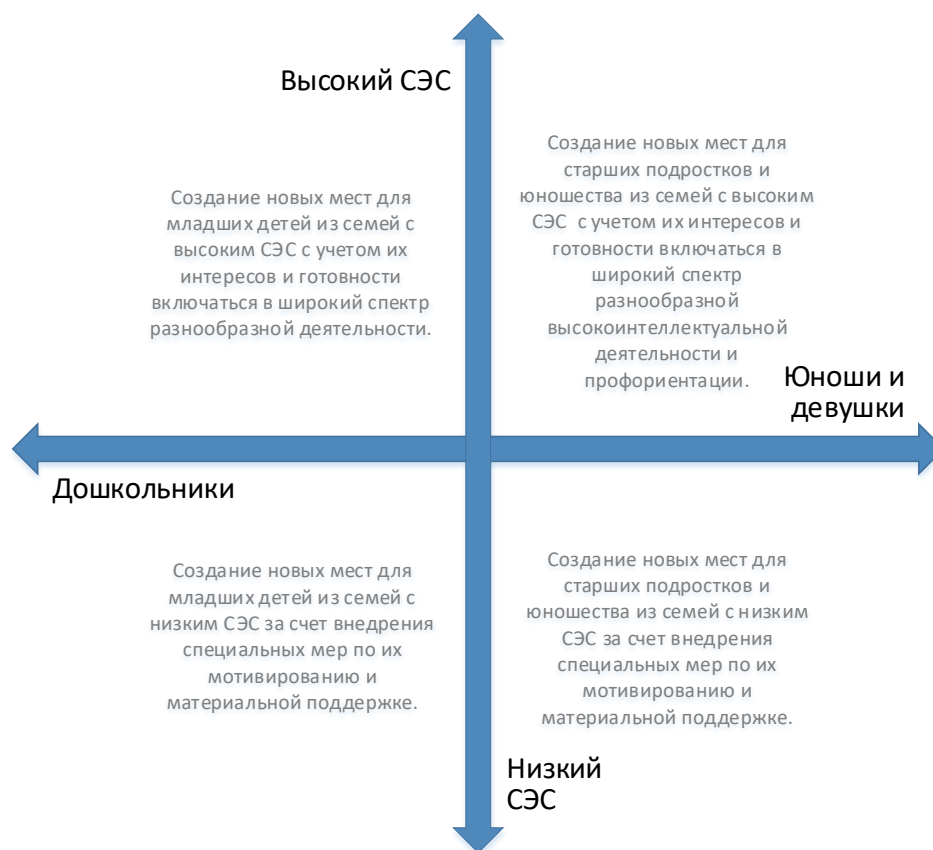 Высокий СЭС
Создание новых мест для
младших детей из семей с
высоким СЭС с учетом их
интересов и готовности
включаться в широкий спектр
разнообразной деятельности.
Создание новых мест для
старших подростков и
юношества из семей с высоким
СЭС с учетом их интересов и
готовности включаться в
широкий спектр
разнообразной
высокоинтеллектуальной
деятельности и
профориентации.
Юноши и
девушки
Дошкольники
Создание новых мест для
младших детей из семей с
низким СЭС за счет внедрения
специальных мер по их
мотивированию и
материальной поддержке.
Создание новых мест для
старших подростков и
юношества из семей с низким
СЭС за счет внедрения
специальных мер по их
мотивированию и
материальной поддержке.
Низкий
СЭС